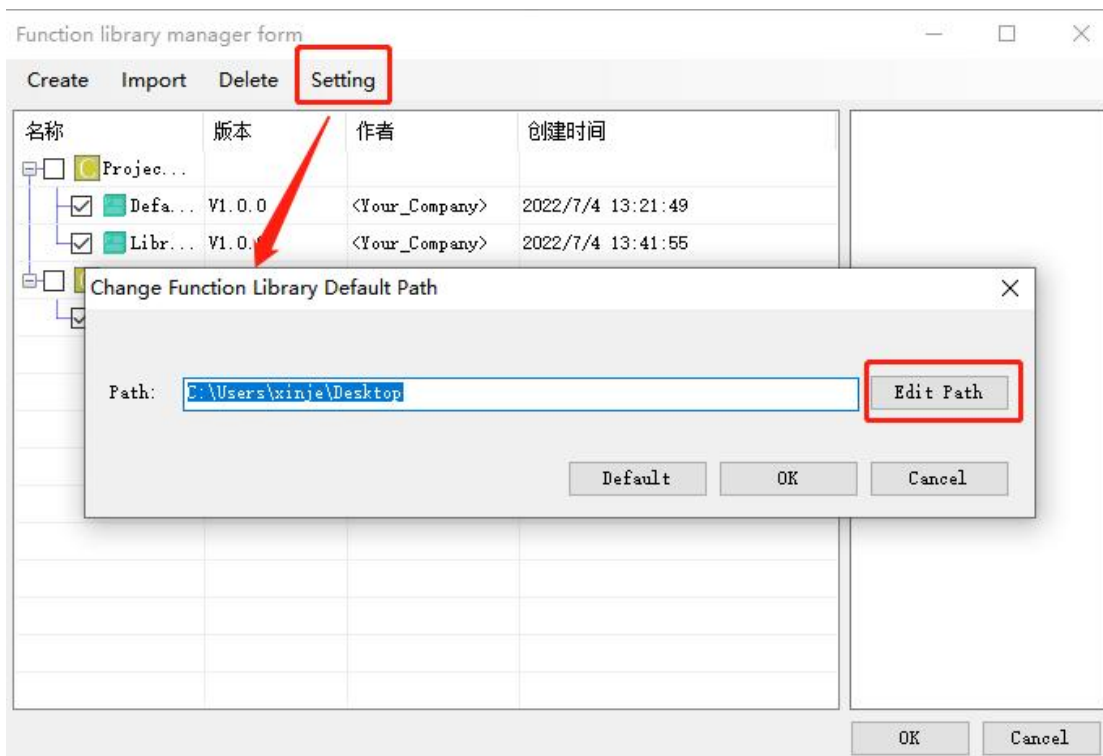 Function library manager form
Create Import Delete Setting
名称 版本 作者 创建时间
Projec...
Defa... V1.0.0 <Your_Company> 2022/7/4 13:21:49
Libr... V1.0. <Your_Company> 2022/7/4 13:41:55
Change Function Library Default Path
Path: C:\Users\xinje\Desktop Edit Path
Default OK Cancel
OK Cancel